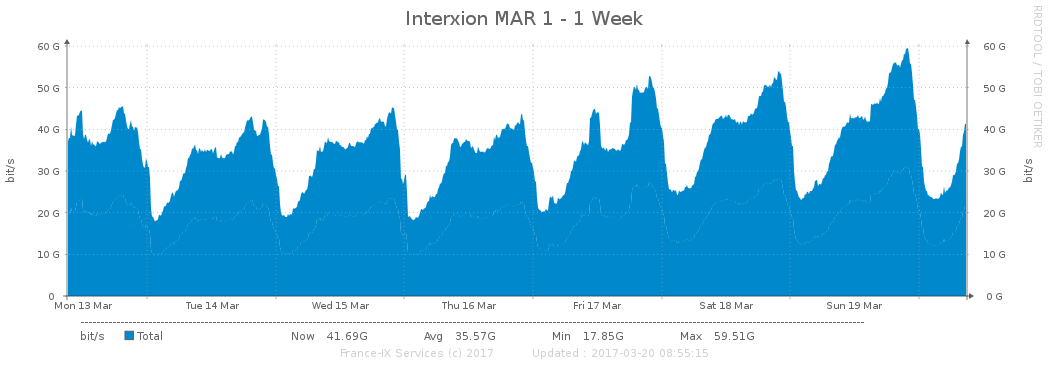 Interxion MAR 1 - 1 Week
RRDTOOL / TOBI OETIKER
bit/s
60 G
50 G
40 G
30 G
20 G
10 G
0
60 G
50 G
40 G
30 G
20 G
10 G
0 G
bit/s
Mon 13 Mar Tue 14 Mar Wed 15 Mar Thu 16 Mar Fri 17 Mar Sat 18 Mar Sun 19 Mar
bit/s Total Now 41.69G Avg 35.57G Min 17.85G Max 59.51G
France-IX Services (c) 2017 Updated : 2017-03-20 08:55:15